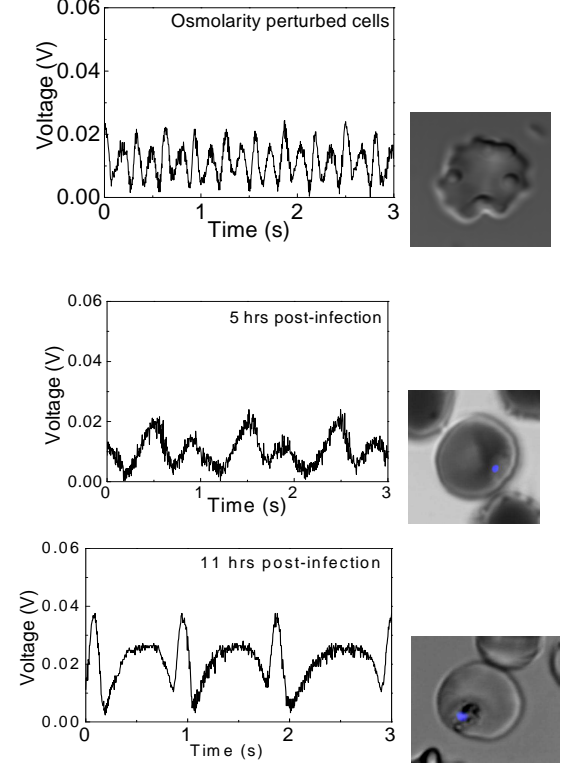 Osmolarity perturbed cells
Voltage (V)
0.06
0.04
0.02
0.00
0 1 2 3
Time (s)
5 hrs post-infection
Voltage (V)
0.06
0.04
0.02
0.00
0 1 2 3
Time (s)
11 hrs post-infection
Voltage (V)
0.06
0.04
0.02
0.00
0 1 2 3
Time (s)